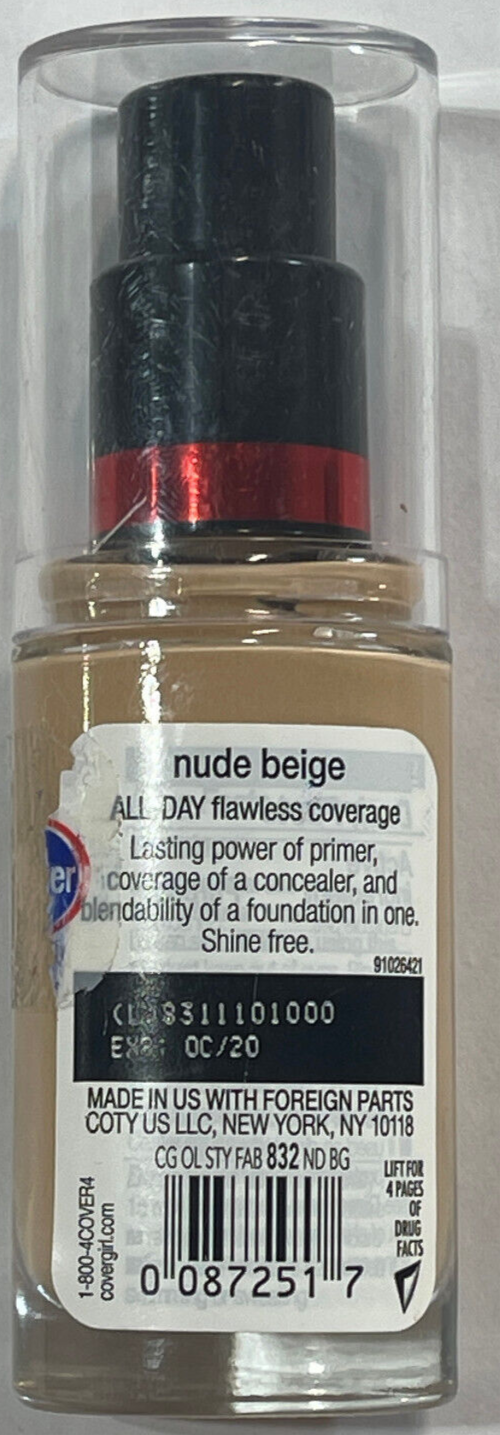 nude beige
ALL DAY flawless coverage
Lasting power of primer,
coverage of a concealer, and
blendability of a foundation in one.
Shine free.
91026421
EXP: OC/20
MADE IN US WITH FOREIGN PARTS
COTY US LLC, NEW YORK, NY 10118
CG OL STY FAB 832 ND BG
LIFT FOR
4 PAGES
OF
DRUG
FACTS
1-800-4COVER4
covergirl.com
0 087251 7
er